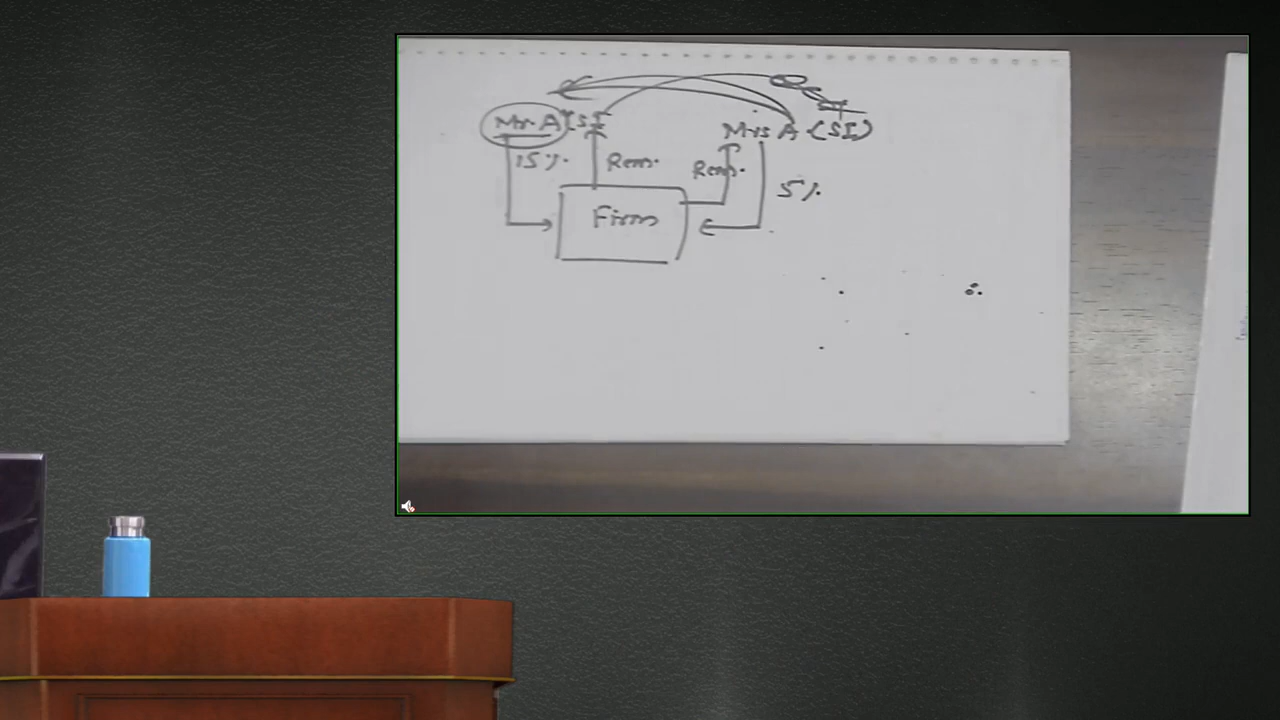 Mr A (SI
Mrs A (SI)
15%. Rem. Rem. 5%
Firm